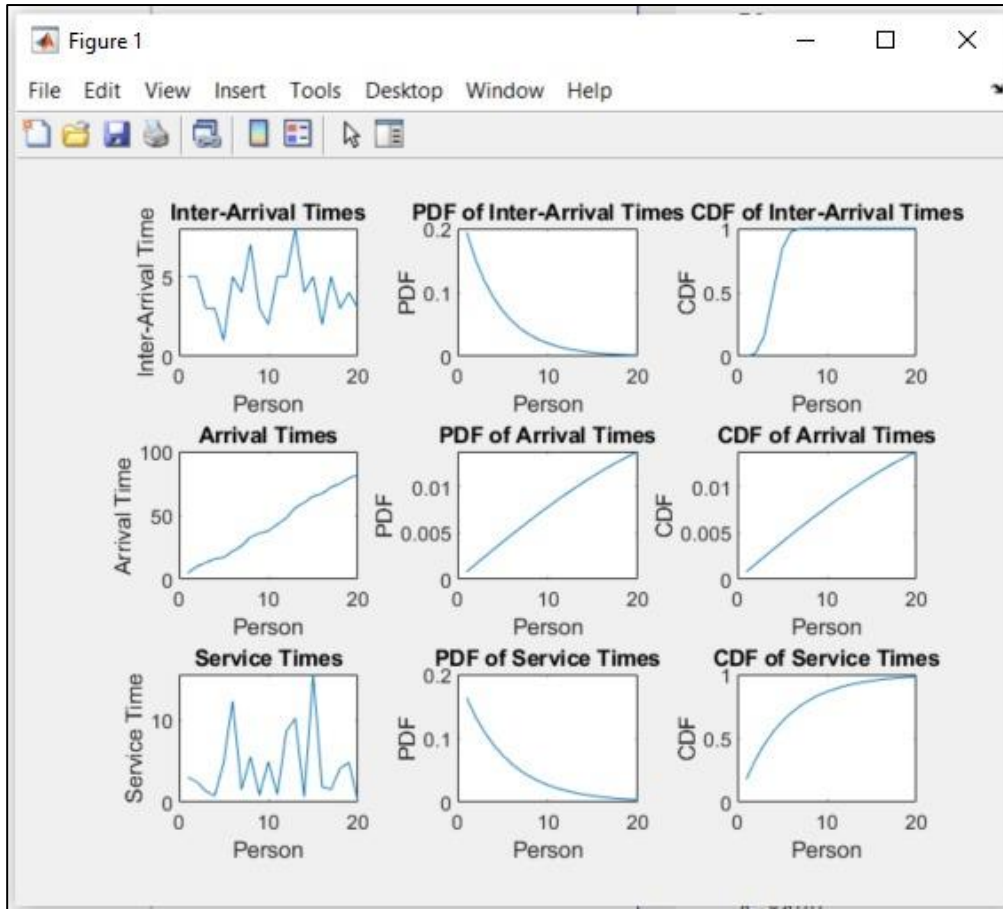 Figure 1
File Edit View Insert Tools Desktop Window Help
Inter-Arrival Times
Inter-Arrival Time
5
0
0 10 20
Person
PDF of Inter-Arrival Times
PDF
0.2
0.1
0
0 10 20
Person
CDF of Inter-Arrival Times
CDF
1
0.5
0
0 10 20
Person
Arrival Times
Arrival Time
100
50
0
0 10 20
Person
PDF of Arrival Times
PDF
0.01
0.005
0
0 10 20
Person
CDF of Arrival Times
CDF
0.01
0.005
0
0 10 20
Person
Service Times
Service Time
10
0
0 10 20
Person
PDF of Service Times
PDF
0.2
0.1
0
0 10 20
Person
CDF of Service Times
CDF
1
0.5
0
0 10 20
Person